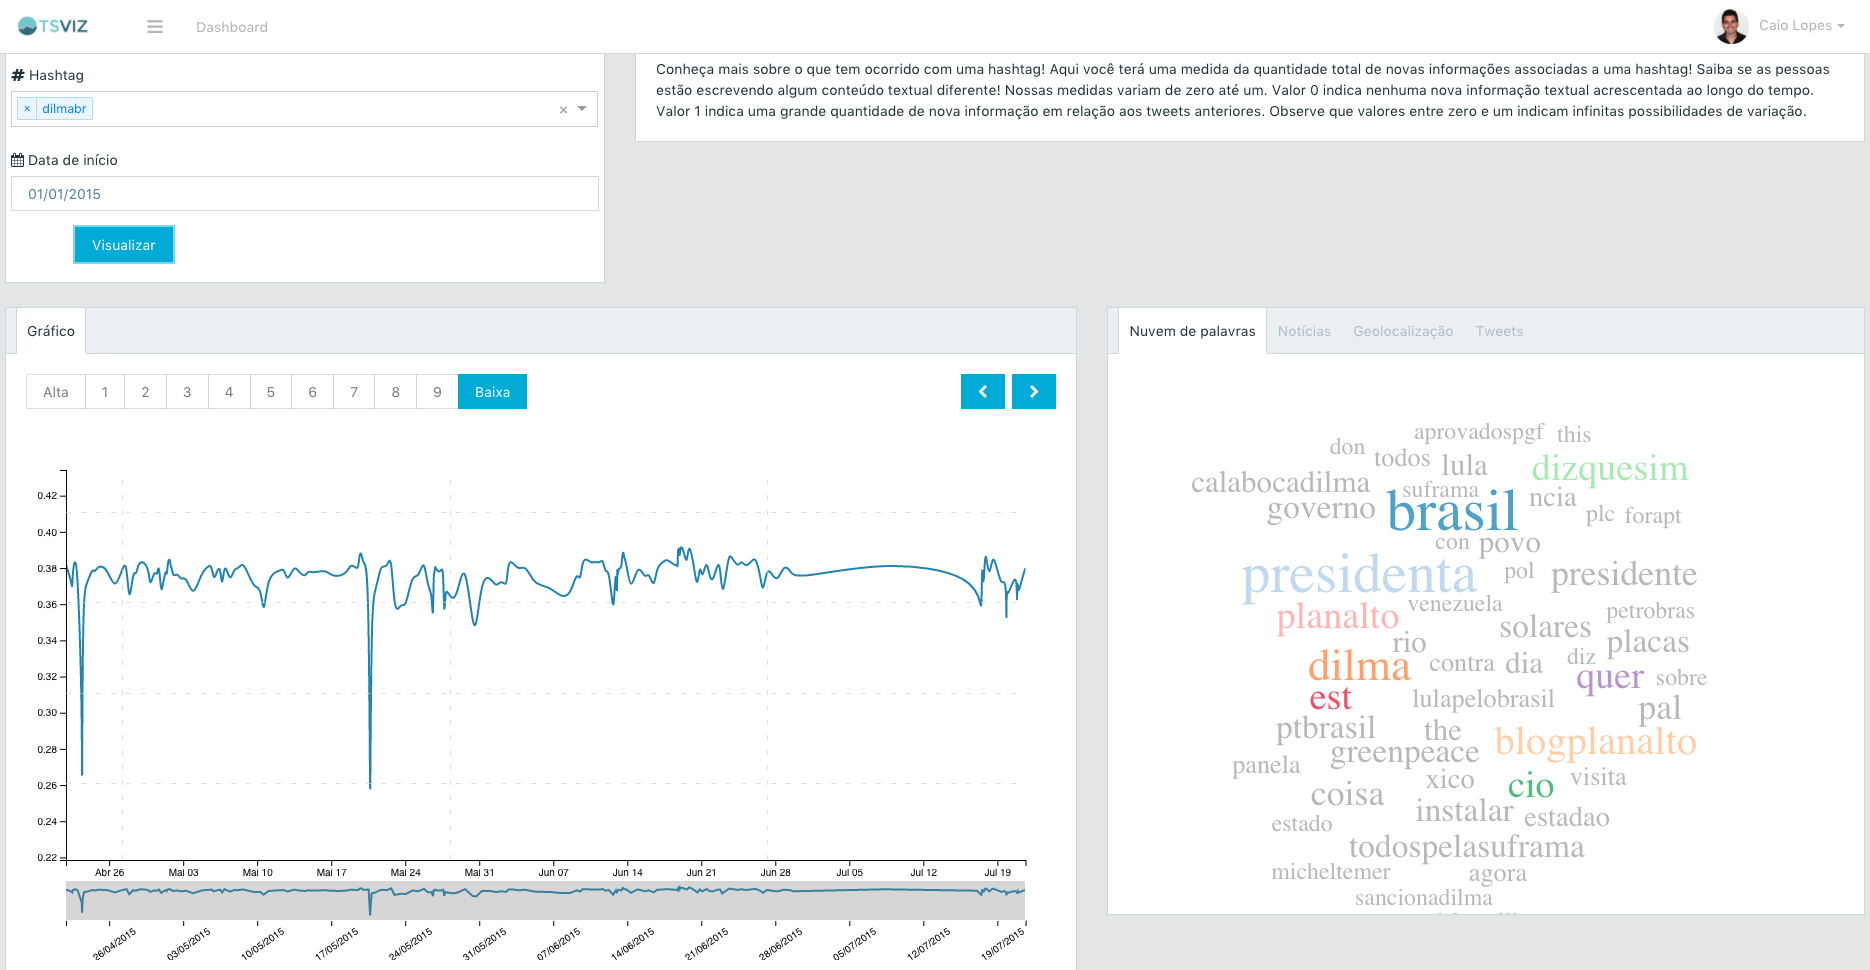 TSVIZ
Dashboard
Caio Lopes
Hashtag
× dilmabr
×
Data de início
01/01/2015
Visualizar
Conheça mais sobre o que tem ocorrido com uma hashtag! Aqui você terá uma medida da quantidade total de novas informações associadas a uma hashtag! Saiba se as pessoas
estão escrevendo algum conteúdo textual diferente! Nossas medidas variam de zero até um. Valor 0 indica nenhuma nova informação textual acrescentada ao longo do tempo.
Valor 1 indica uma grande quantidade de nova informação em relação aos tweets anteriores. Observe que valores entre zero e um indicam infinitas possibilidades de variação.
Gráfico
Alta 1 2 3 4 5 6 7 8 9 Baixa
0.42
0.40
0.38
0.36
0.34
0.32
0.30
0.28
0.26
0.24
0.22
Abr 26 Mai 03 Mai 10 Mai 17 Mai 24 Mai 31 Jun 07 Jun 14 Jun 21 Jun 28 Jul 05 Jul 12 Jul 19
26/04/2015 03/05/2015 10/05/2015 17/05/2015 24/05/2015 31/05/2015 07/06/2015 14/06/2015 21/06/2015 28/06/2015 05/07/2015 12/07/2015 19/07/2015
Nuvem de palavras Notícias Geolocalização Tweets
aprovadospgf this
don
todos lula dizquesim
calabocadilma suframa ncia
governo brasil plc forapt
con povo
presidenta pol presidente
planalto venezuela petrobras
rio solares placas
dilma contra dia diz
est quer sobre
lulapelobrasil pal
ptbrasil the
greenpeace blogplanalto
panela xico cio visita
coisa instalar estadao
estado
todospelasuframa
micheltemer agora
sancionadilma